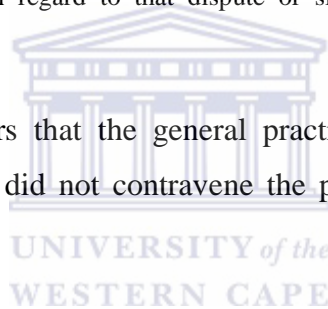 regard to that dispute or
rs that the general practi
did not contravene the p
UNIVERSITY of the
WESTERN CAPE